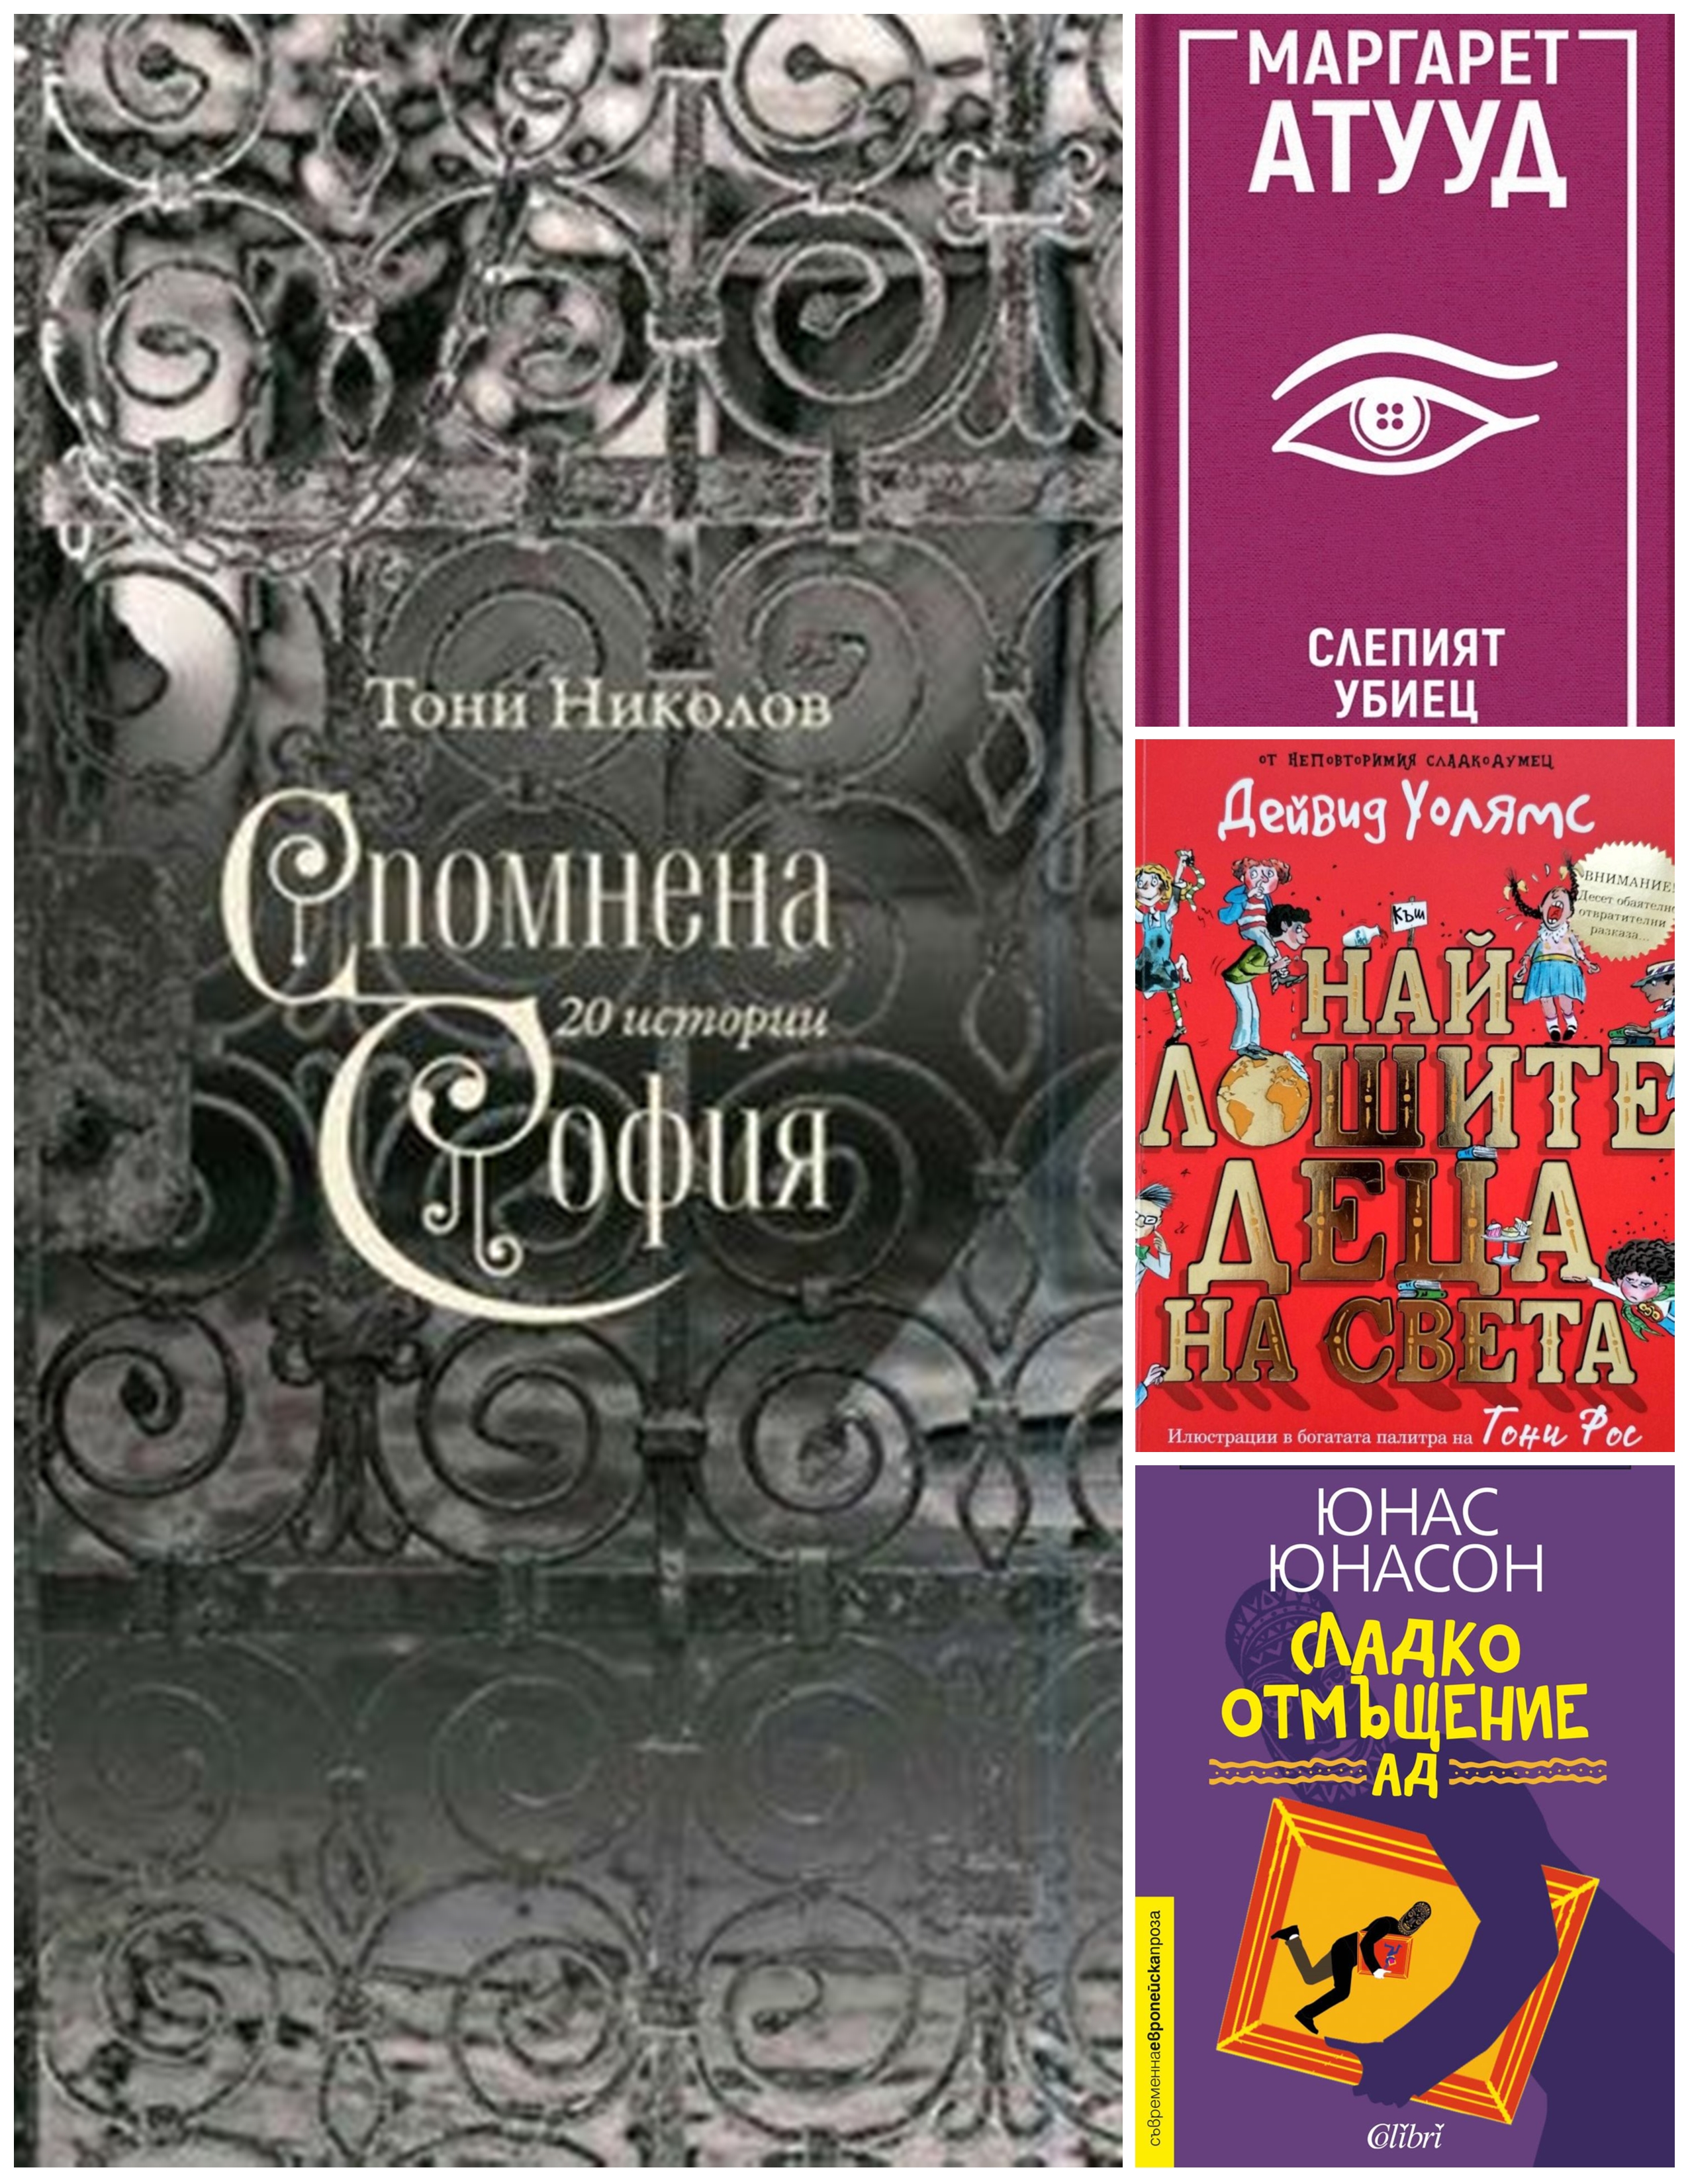 Тони Николов
Спомнена
20 истории
София
МАРГАРЕТ
АТУУД
СЛЕПИЯТ
УБИЕЦ
от неповторимия сладкодумец
Дейвид Уолямс
ВНИМАНИЕ!
Десет обаятелно
отвратителни
разказа...
КЪШ
НАЙ-
ЛОШИТЕ
ДЕЦА
НА СВЕТА
Илюстрации в богатата палитра на Тони Рос
ЮНАС
ЮНАСОН
СЛАДКО
ОТМЪЩЕНИЕ
АД
съвременнаевропейскапроза
Colibri